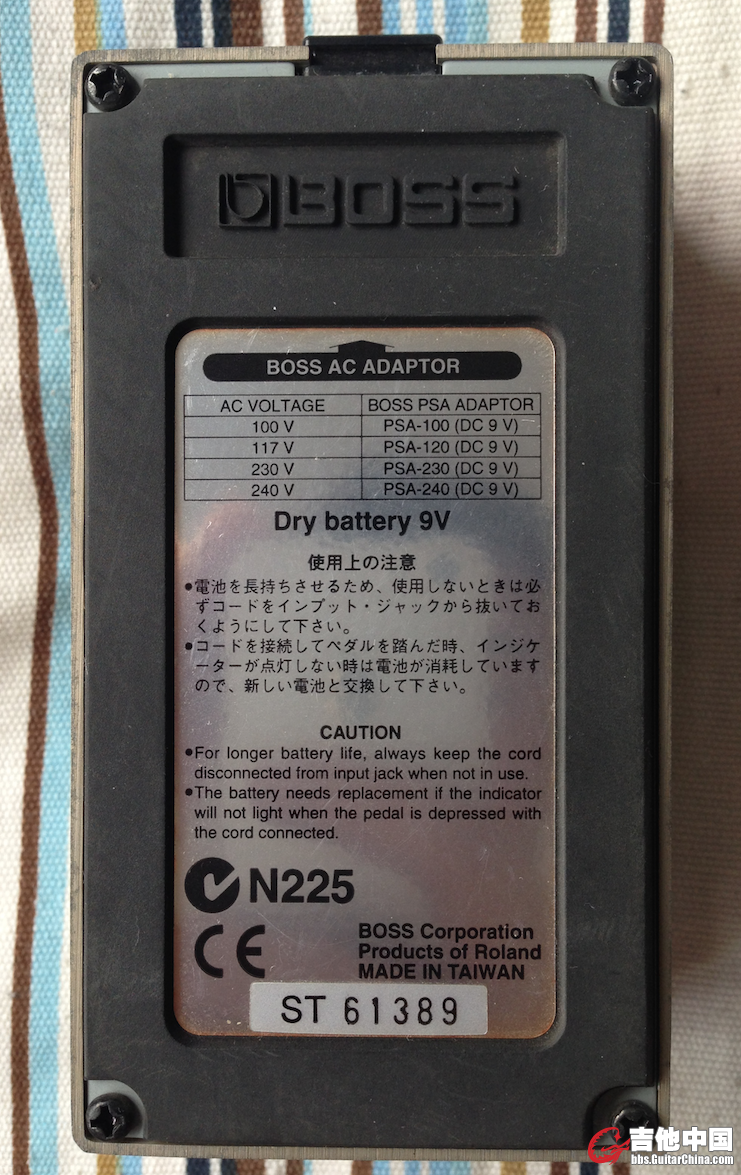 BOSS
BOSS AC ADAPTOR
AC VOLTAGE BOSS PSA ADAPTOR
100 V PSA-100 (DC 9 V)
117 V PSA-120 (DC 9 V)
230 V PSA-230 (DC 9 V)
240 V PSA-240 (DC 9 V)
Dry battery 9V
使用上の注意
●電池を長持ちさせるため、使用しないときは必
ずコードをインプット・ジャックから抜いてお
くようにして下さい。
●コードを接続してペダルを踏んだ時、インジケ
ーターが点灯しない時は電池が消耗しています
ので、新しい電池と交換して下さい。
CAUTION
●For longer battery life, always keep the cord
disconnected from input jack when not in use.
●The battery needs replacement if the indicator
will not light when the pedal is depressed with
the cord connected.
N225
CE
BOSS Corporation
Products of Roland
MADE IN TAIWAN
ST 61389
吉他中国
bbs.GuitarChina.com